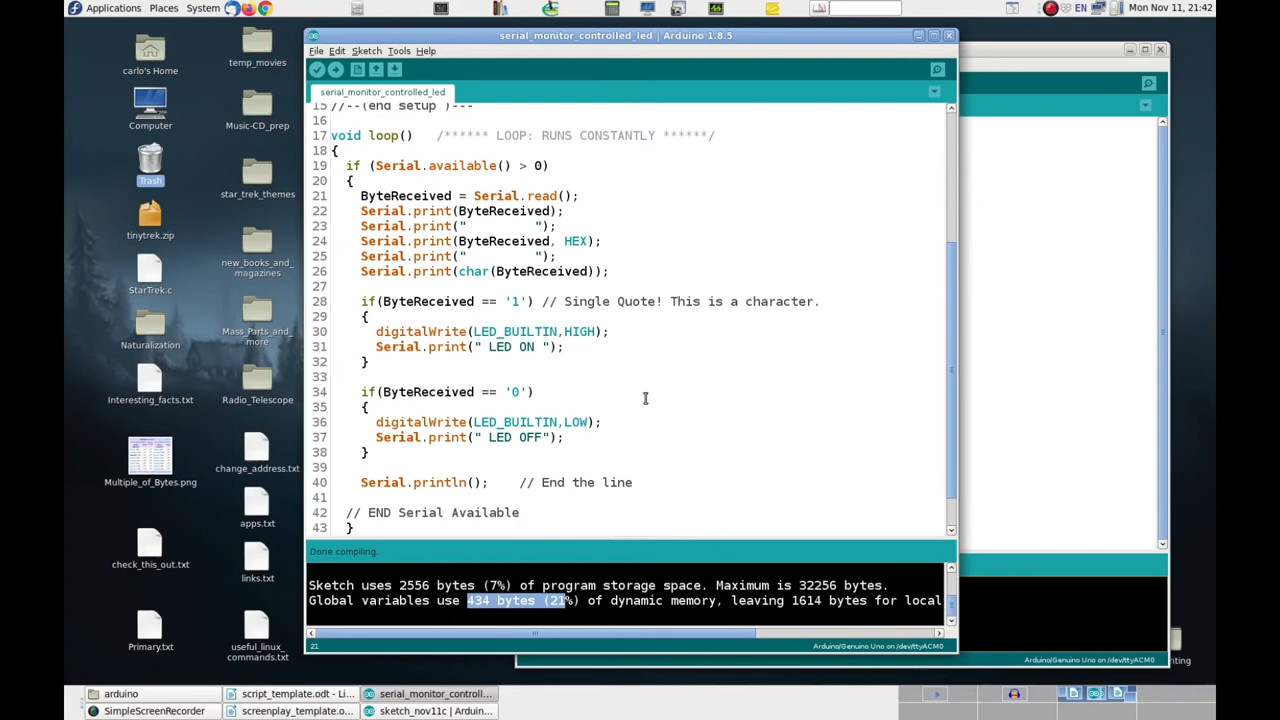 Applications Places System
EN
Mon Nov 11, 21:42
carlo's Home
Computer
Trash
tinytrek.zip
StarTrek.c
Naturalization
Interesting_facts.txt
Multiple_of_Bytes.png
check_this_out.txt
Primary.txt
temp_movies
Music-CD_prep
star_trek_themes
new_books_and_
magazines
Mass_Parts_and_
more
Radio_Telescope
change_address.txt
apps.txt
links.txt
useful_linux_
commands.txt
serial_monitor_controlled_led | Arduino 1.8.5
File Edit Sketch Tools Help
serial_monitor_controlled_led
15 //--(end setup )---
16
17 void loop()   /****** LOOP: RUNS CONSTANTLY ******/
18 {
19   if (Serial.available() > 0)
20   {
21     ByteReceived = Serial.read();
22     Serial.print(ByteReceived);
23     Serial.print("         ");
24     Serial.print(ByteReceived, HEX);
25     Serial.print("         ");
26     Serial.print(char(ByteReceived));
27
28     if(ByteReceived == '1') // Single Quote! This is a character.
29     {
30       digitalWrite(LED_BUILTIN,HIGH);
31       Serial.print(" LED ON ");
32     }
33
34     if(ByteReceived == '0')
35     {
36       digitalWrite(LED_BUILTIN,LOW);
37       Serial.print(" LED OFF");
38     }
39
40     Serial.println();    // End the line
41
42   // END Serial Available
43   }
Done compiling.
Sketch uses 2556 bytes (7%) of program storage space. Maximum is 32256 bytes.
Global variables use 434 bytes (21%) of dynamic memory, leaving 1614 bytes for local
21
Arduino/Genuino Uno on /dev/ttyACM0
Arduino/Genuino Uno on /dev/ttyACM0
arduino
script_template.odt - Li...
serial_monitor_controll...
SimpleScreenRecorder
screenplay_template.o...
sketch_nov11c | Arduin...